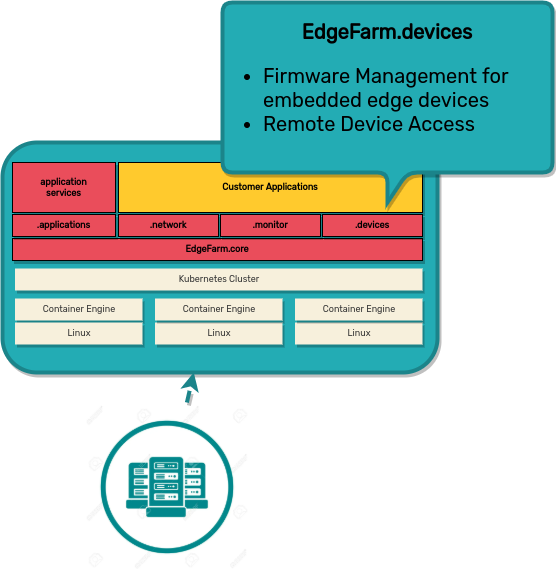 EdgeFarm.devices
• Firmware Management for
embedded edge devices
• Remote Device Access
application
services
Customer Applications
.applications
.network
.monitor
.devices
EdgeFarm.core
Kubernetes Cluster
Container Engine
Container Engine
Container Engine
Linux
Linux
Linux